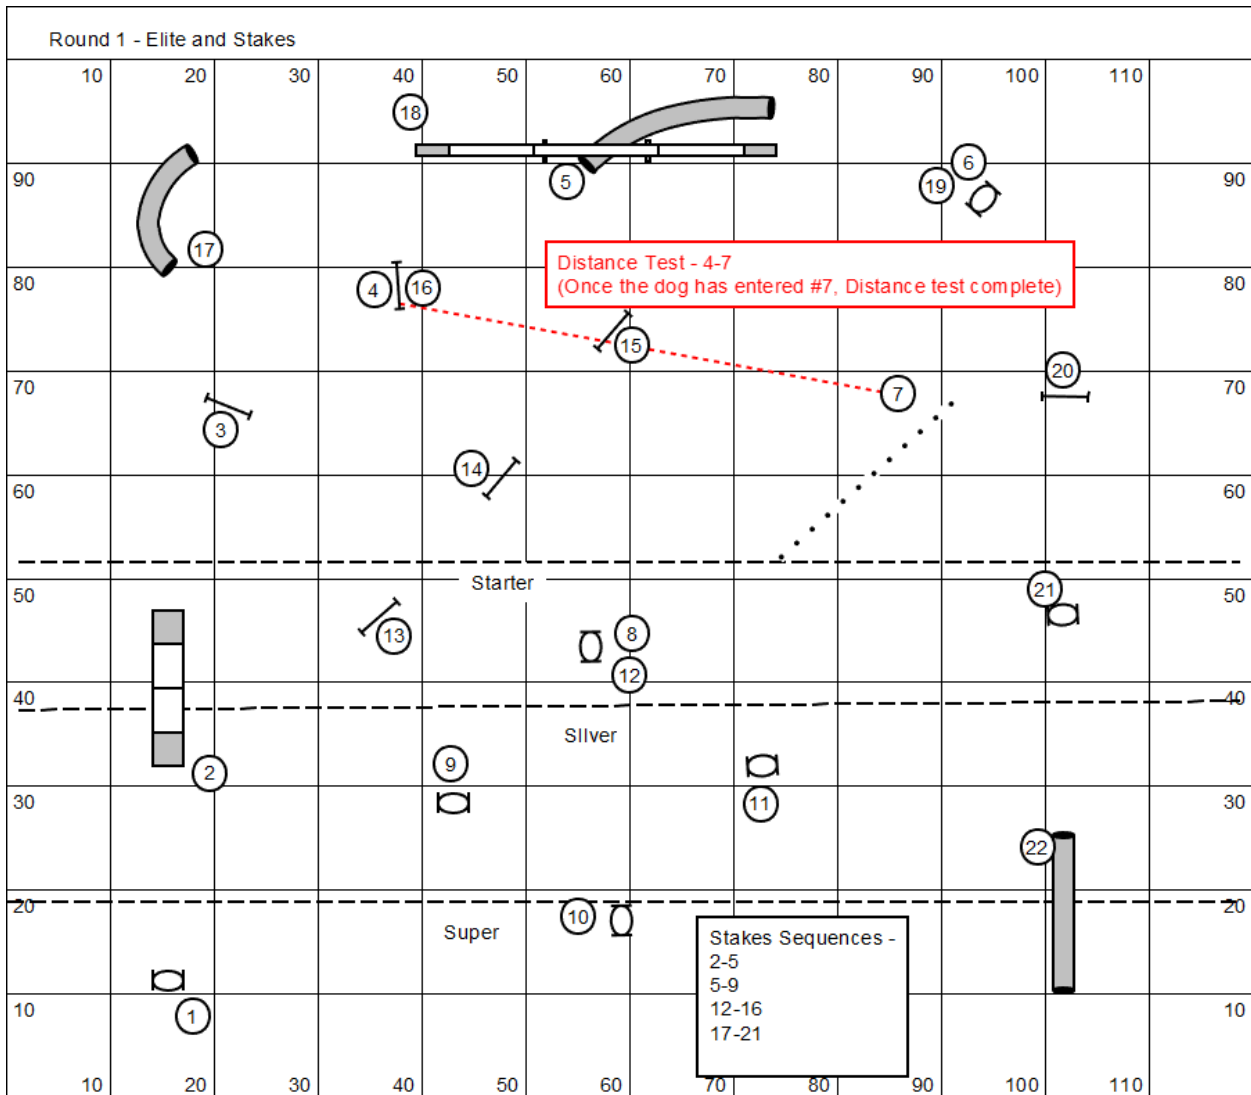 Round 1 - Elite and Stakes
10 20 30 40 50 60 70 80 90 100 110
18
6
90 5 19 90
17
Distance Test - 4-7
(Once the dog has entered #7, Distance test complete)
80 4 16 80
15
20
70 7 70
3
14
60 60
Starter
50 21 50
13 8
12
40 40
SIlver
9
2
30 11 30
22
20 20
10
Super
Stakes Sequences -
2-5
5-9
12-16
17-21
10 1 10
10 20 30 40 50 60 70 80 90 100 110